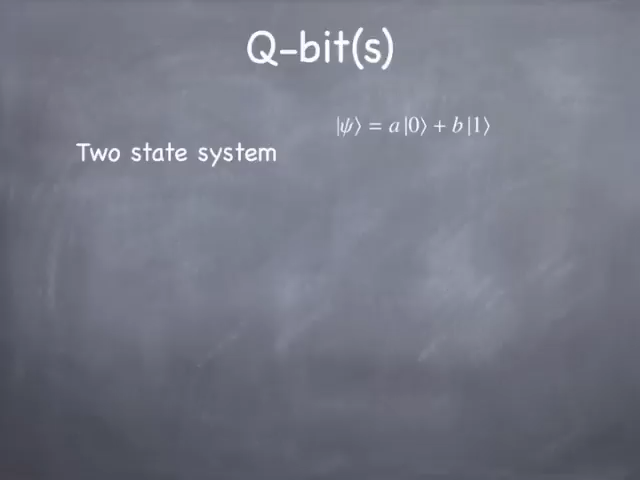 Q-bit(s)
|ψ⟩ = a|0⟩ + b|1⟩
Two state system